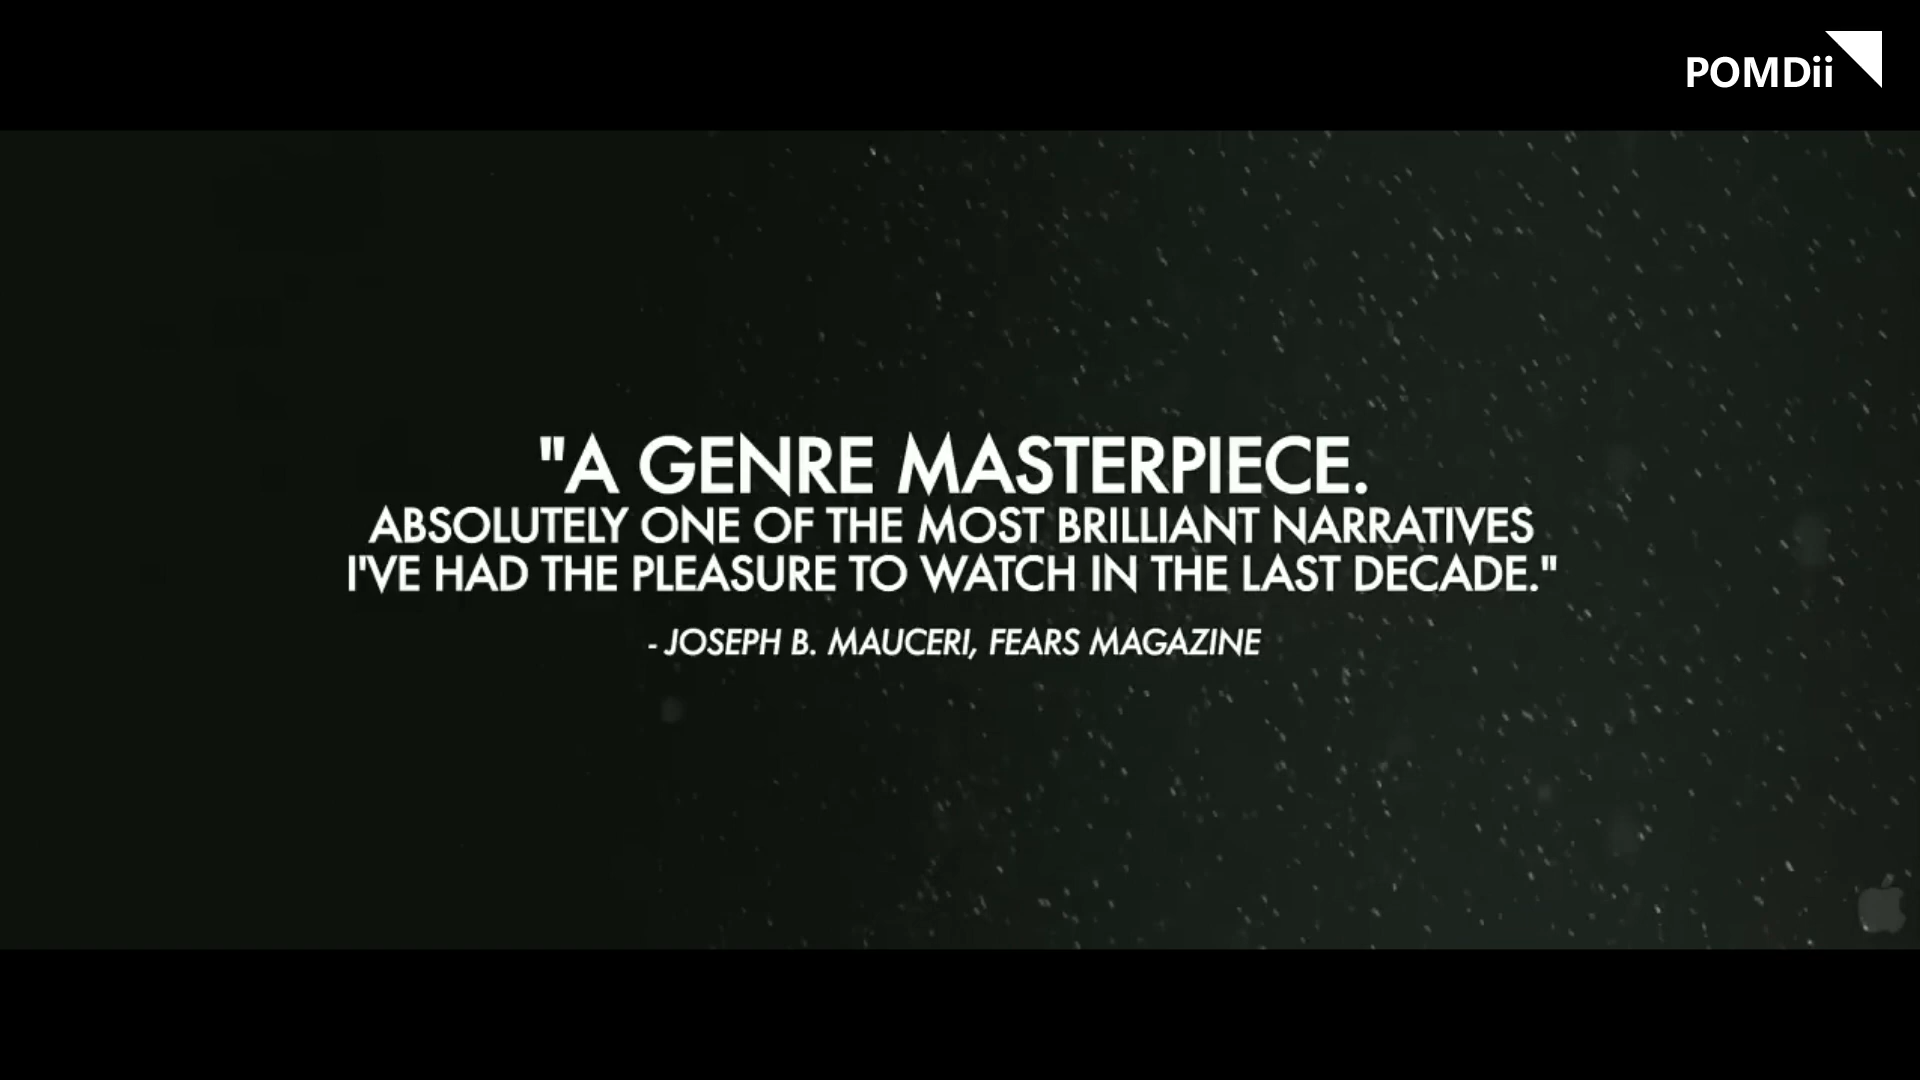 POMDii
"A GENRE MASTERPIECE.
ABSOLUTELY ONE OF THE MOST BRILLIANT NARRATIVES
I'VE HAD THE PLEASURE TO WATCH IN THE LAST DECADE."
- JOSEPH B. MAUCERI, FEARS MAGAZINE